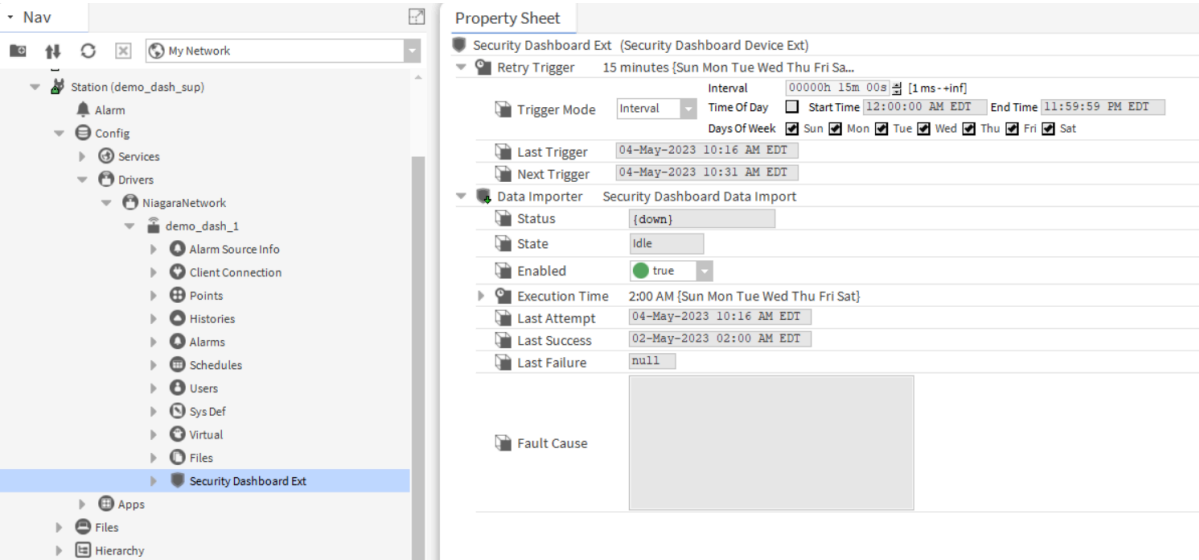 Nav
My Network
Station (demo_dash_sup)
Alarm
Config
Services
Drivers
NiagaraNetwork
demo_dash_1
Alarm Source Info
Client Connection
Points
Histories
Alarms
Schedules
Users
Sys Def
Virtual
Files
Security Dashboard Ext
Apps
Files
Hierarchy
Property Sheet
Security Dashboard Ext (Security Dashboard Device Ext)
Retry Trigger 15 minutes {Sun Mon Tue Wed Thu Fri Sa...
Interval 00000h 15m 00s [1 ms - +inf]
Trigger Mode Interval Time Of Day Start Time 12:00:00 AM EDT End Time 11:59:59 PM EDT
Days Of Week Sun Mon Tue Wed Thu Fri Sat
Last Trigger 04-May-2023 10:16 AM EDT
Next Trigger 04-May-2023 10:31 AM EDT
Data Importer Security Dashboard Data Import
Status {down}
State Idle
Enabled true
Execution Time 2:00 AM {Sun Mon Tue Wed Thu Fri Sat}
Last Attempt 04-May-2023 10:16 AM EDT
Last Success 02-May-2023 02:00 AM EDT
Last Failure null
Fault Cause